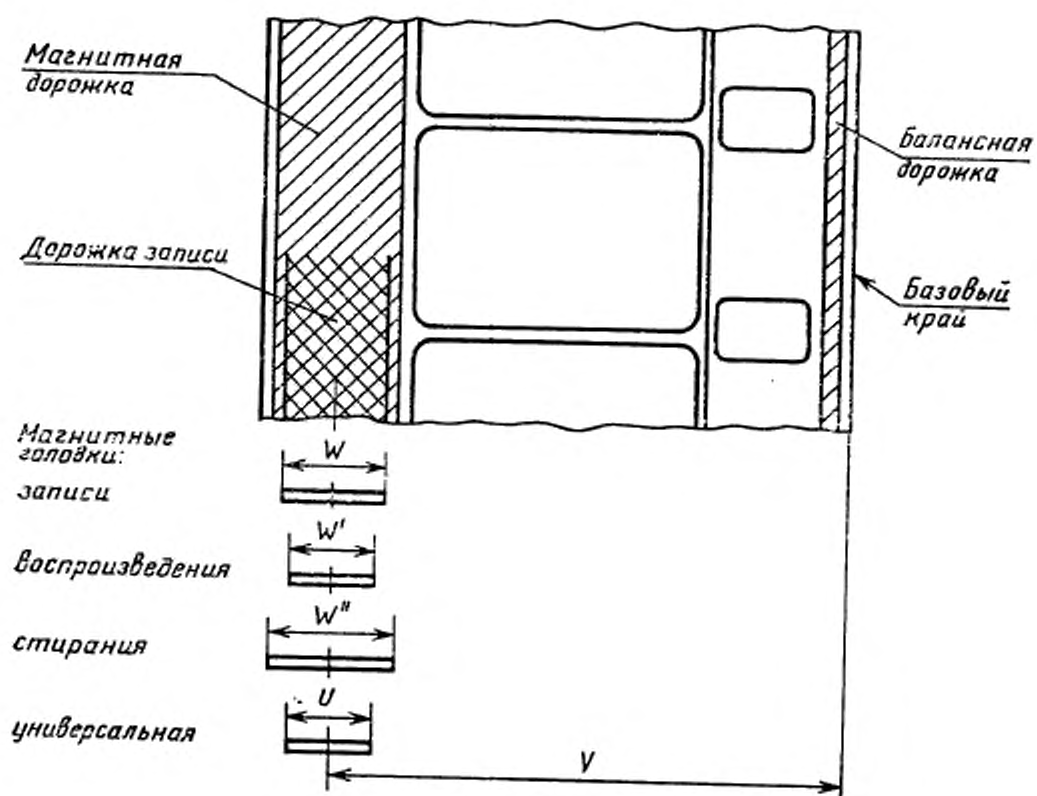 Магнитная
дорожка
Балансная
дорожка
Дорожка записи
Базовый
край
Магнитные
головки:
W
записи
W'
воспроизведения
W"
стирания
U
универсальная
V